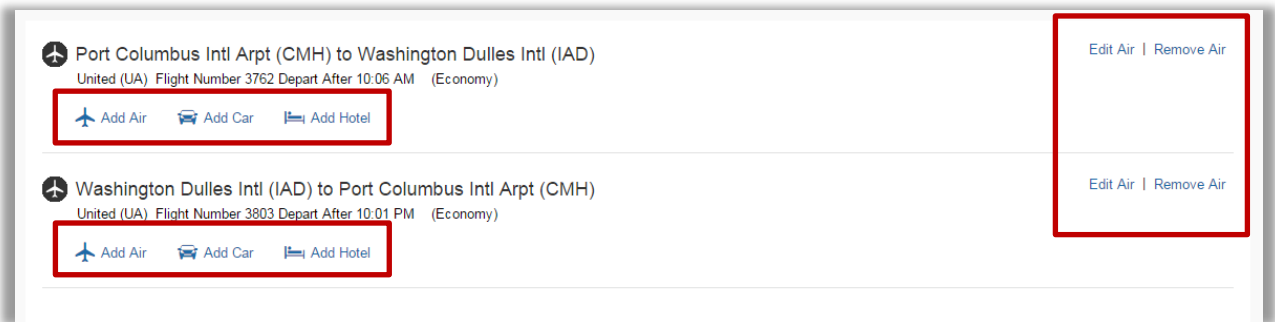 Port Columbus Intl Arpt (CMH) to Washington Dulles Intl (IAD) Edit Air | Remove Air
United (UA) Flight Number 3762 Depart After 10:06 AM (Economy)
Add Air Add Car Add Hotel
Washington Dulles Intl (IAD) to Port Columbus Intl Arpt (CMH) Edit Air | Remove Air
United (UA) Flight Number 3803 Depart After 10:01 PM (Economy)
Add Air Add Car Add Hotel